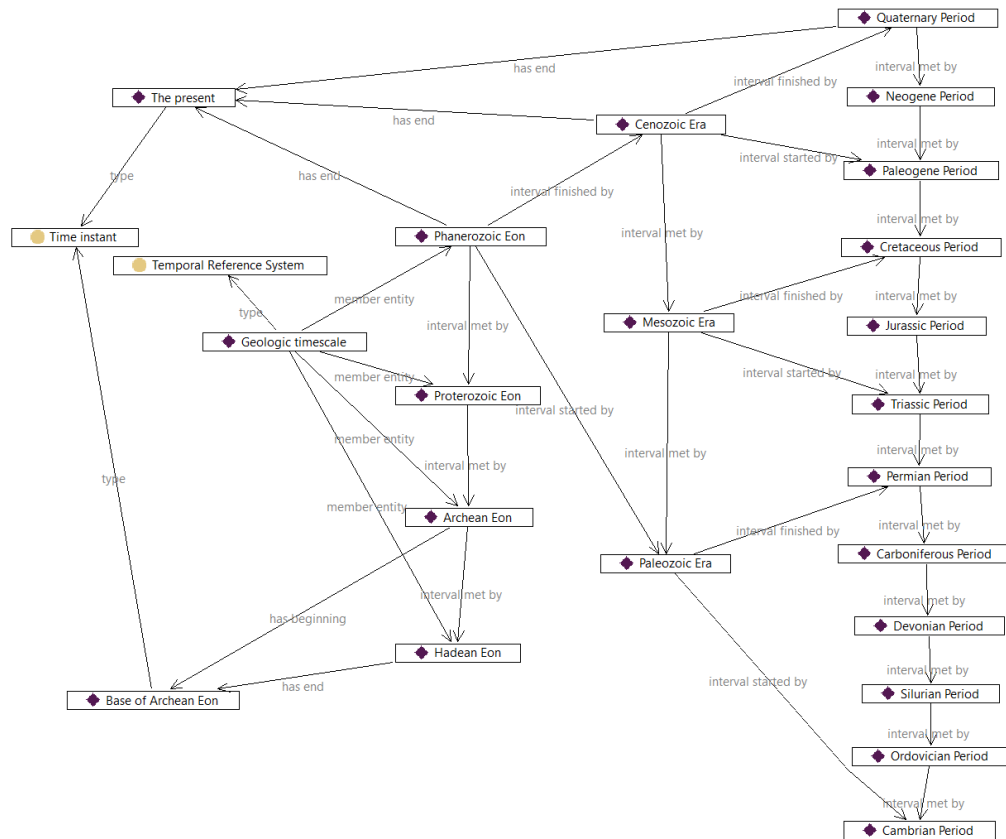 Quaternary Period
has end
interval met by
interval finished by
The present
Neogene Period
has end
Cenozoic Era
interval met by
interval started by
Paleogene Period
type
has end
interval finished by
interval met by
Time instant
Phanerozoic Eon
interval met by
Cretaceous Period
Temporal Reference System
interval finished by
interval met by
member entity
type
interval met by
Mesozoic Era
Jurassic Period
Geologic timescale
interval started by
interval met by
member entity
Proterozoic Eon
Triassic Period
interval started by
member entity
interval met by
interval met by
interval met by
Permian Period
type
member entity
Archean Eon
interval finished by
interval met by
Carboniferous Period
Paleozoic Era
interval met by
interval met by
has beginning
Devonian Period
Hadean Eon
interval met by
has end
interval started by
Base of Archean Eon
Silurian Period
interval met by
Ordovician Period
interval met by
Cambrian Period